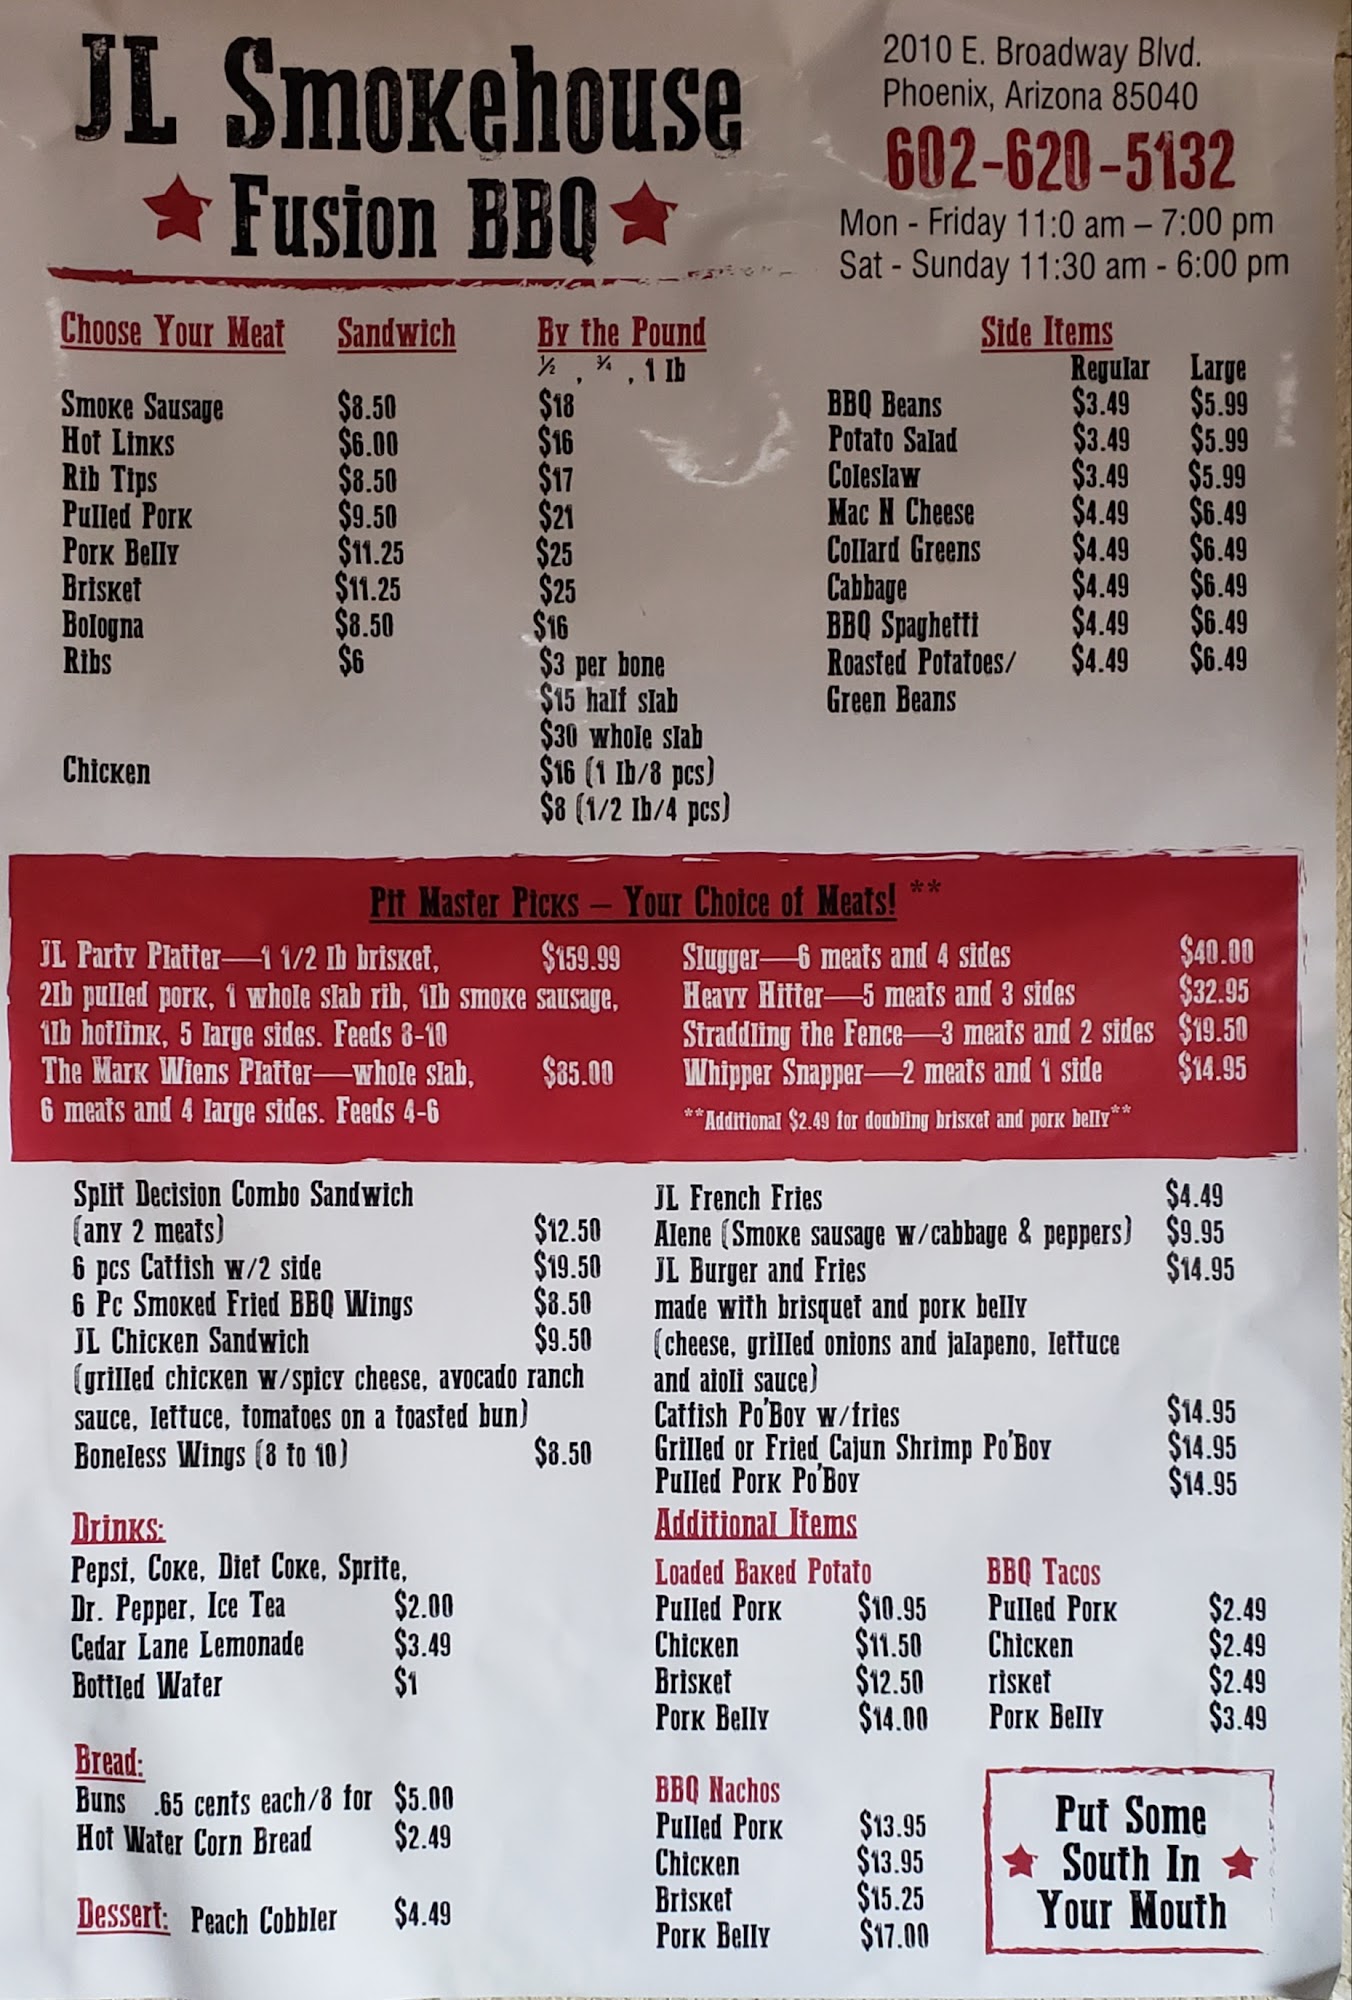 JL Smokehouse
Fusion BBQ
2010 E. Broadway Blvd.
Phoenix, Arizona 85040
602-620-5132
Mon - Friday 11:0 am – 7:00 pm
Sat - Sunday 11:30 am - 6:00 pm
Choose Your Meat Sandwich By the Pound
½ , ¾ , 1 lb
Smoke Sausage $8.50 $18
Hot Links $6.00 $16
Rib Tips $8.50 $17
Pulled Pork $9.50 $21
Pork Belly $11.25 $25
Brisket $11.25 $25
Bologna $8.50 $16
Ribs $6 $3 per bone
$15 half slab
$30 whole slab
Chicken $16 (1 lb/8 pcs)
$8 (1/2 lb/4 pcs)
Side Items
Regular Large
BBQ Beans $3.49 $5.99
Potato Salad $3.49 $5.99
Coleslaw $3.49 $5.99
Mac N Cheese $4.49 $6.49
Collard Greens $4.49 $6.49
Cabbage $4.49 $6.49
BBQ Spaghetti $4.49 $6.49
Roasted Potatoes/ $4.49 $6.49
Green Beans
Pit Master Picks – Your Choice of Meats! **
JL Party Platter—1 1/2 lb brisket, $159.99
2lb pulled pork, 1 whole slab rib, 1lb smoke sausage,
1lb hotlink, 5 large sides. Feeds 8-10
The Mark Wiens Platter—whole slab, $85.00
6 meats and 4 large sides. Feeds 4-6
Slugger—6 meats and 4 sides $40.00
Heavy Hitter—5 meats and 3 sides $32.95
Straddling the Fence—3 meats and 2 sides $19.50
Whipper Snapper—2 meats and 1 side $14.95
**Additional $2.49 for doubling brisket and pork belly**
Split Decision Combo Sandwich
(any 2 meats) $12.50
6 pcs Catfish w/2 side $19.50
6 Pc Smoked Fried BBQ Wings $8.50
JL Chicken Sandwich $9.50
(grilled chicken w/spicy cheese, avocado ranch
sauce, lettuce, tomatoes on a toasted bun)
Boneless Wings (8 to 10) $8.50
JL French Fries $4.49
Alene (Smoke sausage w/cabbage & peppers) $9.95
JL Burger and Fries $14.95
made with brisquet and pork belly
(cheese, grilled onions and jalapeno, lettuce
and aioli sauce)
Catfish Po'Boy w/fries $14.95
Grilled or Fried Cajun Shrimp Po'Boy $14.95
Pulled Pork Po'Boy $14.95
Drinks:
Pepsi, Coke, Diet Coke, Sprite,
Dr. Pepper, Ice Tea $2.00
Cedar Lane Lemonade $3.49
Bottled Water $1
Bread:
Buns .65 cents each/8 for $5.00
Hot Water Corn Bread $2.49
Dessert: Peach Cobbler $4.49
Additional Items
Loaded Baked Potato
Pulled Pork $10.95
Chicken $11.50
Brisket $12.50
Pork Belly $14.00
BBQ Tacos
Pulled Pork $2.49
Chicken $2.49
risket $2.49
Pork Belly $3.49
BBQ Nachos
Pulled Pork $13.95
Chicken $13.95
Brisket $15.25
Pork Belly $17.00
Put Some
South In
Your Mouth